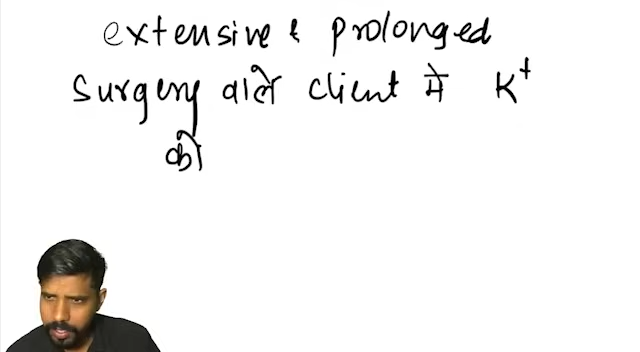 extensive & prolonged
surgery वाले client मे K⁺
को